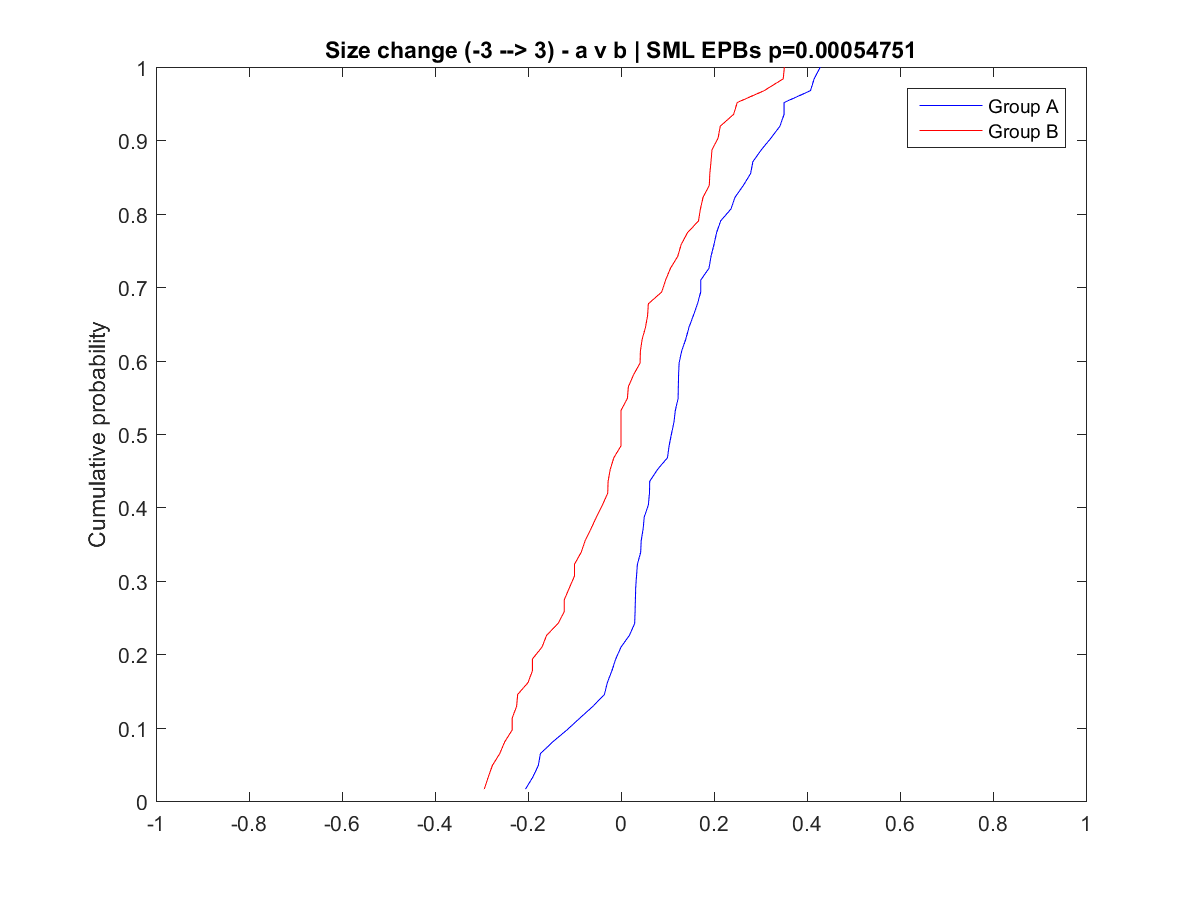 Size change (-3 --> 3) - a v b | SML EPBs p=0.00054751
1
0.9
0.8
0.7
0.6
0.5
0.4
0.3
0.2
0.1
0
Cumulative probability
Group A
Group B
-1 -0.8 -0.6 -0.4 -0.2 0 0.2 0.4 0.6 0.8 1